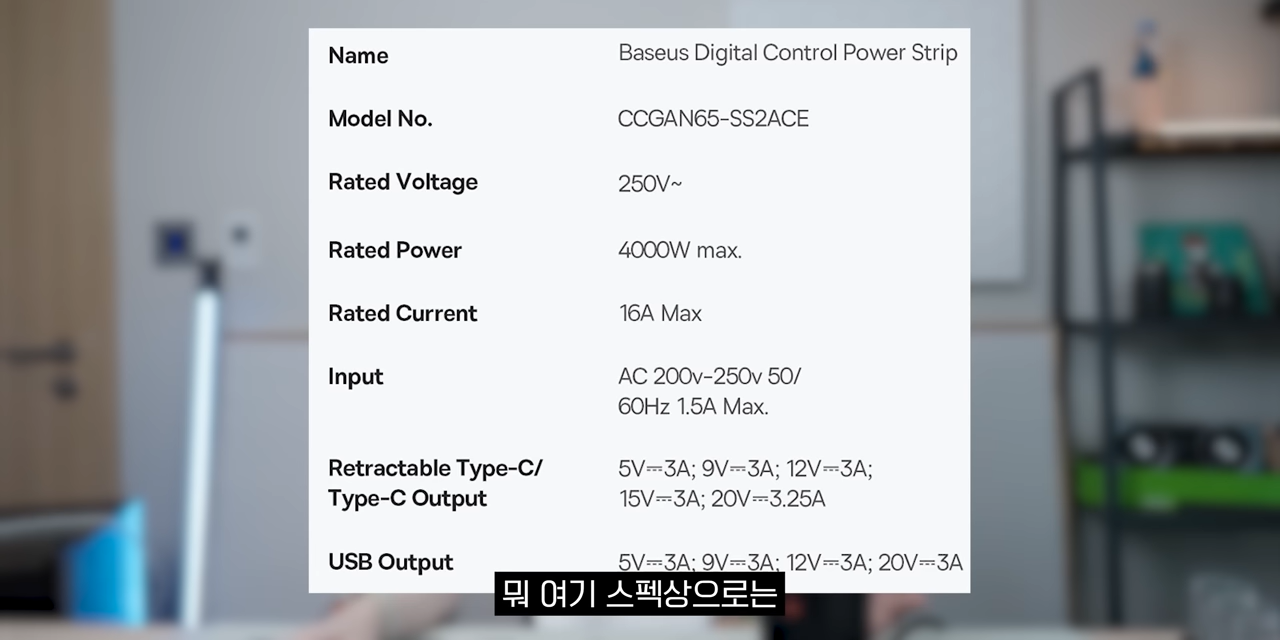 Name Baseus Digital Control Power Strip
Model No. CCGAN65-SS2ACE
Rated Voltage 250V~
Rated Power 4000W max.
Rated Current 16A Max
Input AC 200v-250v 50/
60Hz 1.5A Max.
Retractable Type-C/ 5V⎓3A; 9V⎓3A; 12V⎓3A;
Type-C Output 15V⎓3A; 20V⎓3.25A
USB Output 5V⎓3A; 9V⎓3A; 12V⎓3A; 20V⎓3A
뭐 여기 스펙상으로는